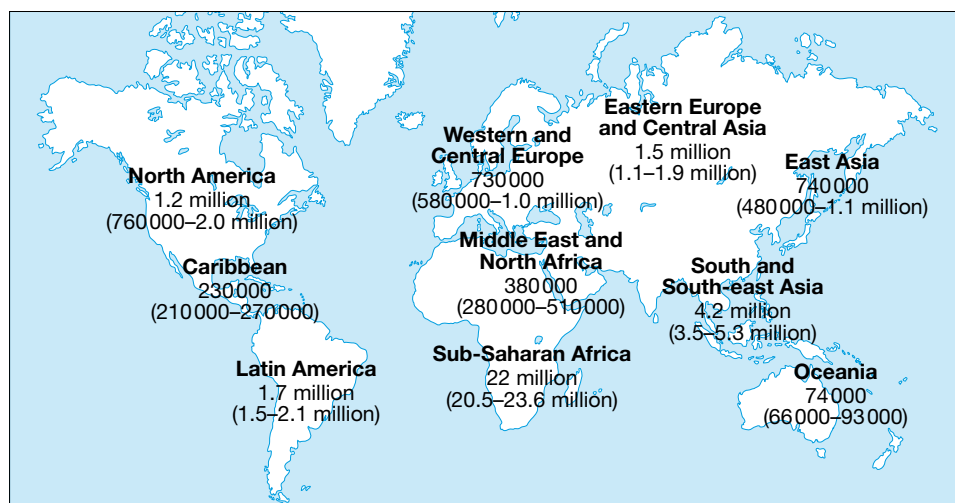 North America
1.2 million
(760 000–2.0 million)
Caribbean
230 000
(210 000–270 000)
Latin America
1.7 million
(1.5–2.1 million)
Western and
Central Europe
730 000
(580 000–1.0 million)
Middle East and
North Africa
380 000
(280 000–510 000)
Sub-Saharan Africa
22 million
(20.5–23.6 million)
Eastern Europe
and Central Asia
1.5 million
(1.1–1.9 million)
East Asia
740 000
(480 000–1.1 million)
South and
South-east Asia
4.2 million
(3.5–5.3 million)
Oceania
74 000
(66 000–93 000)